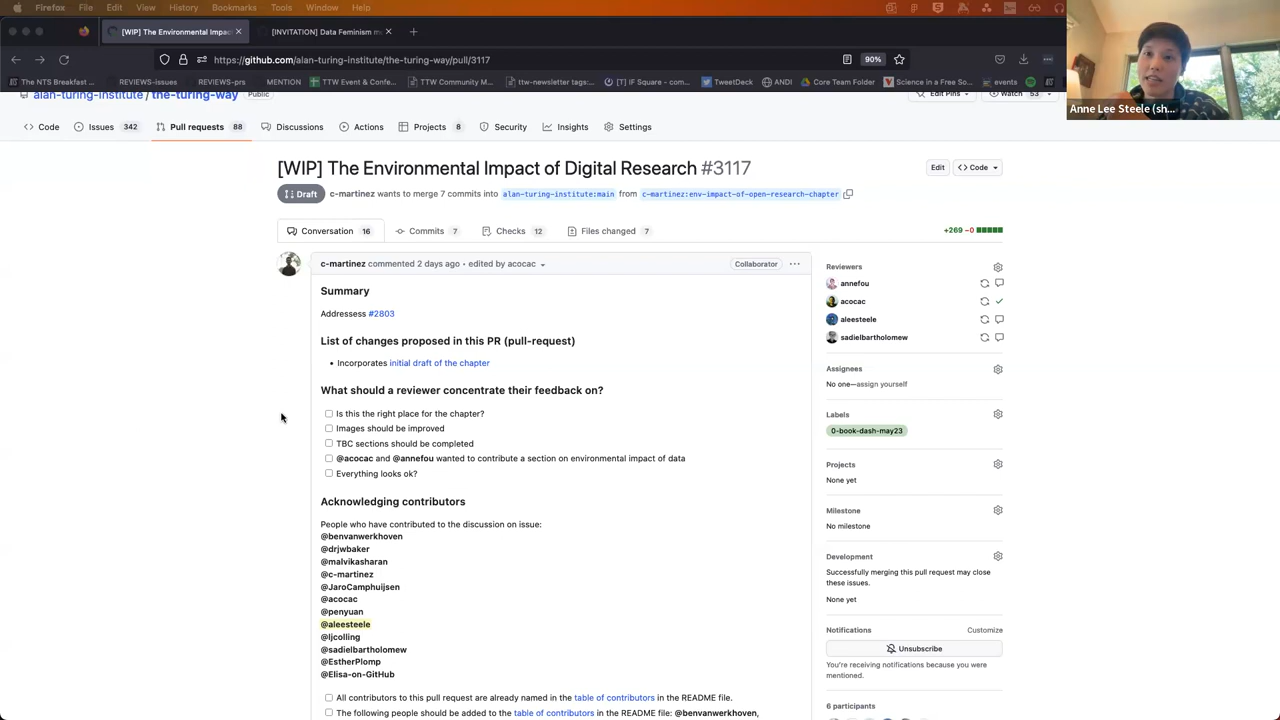 Firefox File Edit View History Bookmarks Tools Window Help
[WIP] The Environmental Impac
[INVITATION] Data Feminism m
https://github.com/alan-turing-institute/the-turing-way/pull/3117
90%
The NTS Breakfast ...
REVIEWS-issues
REVIEWS-prs
MENTION
TTW Event & Comm...
TTW Community M...
ttw-newsletter tags:...
(T) IF Square - com...
TweetDeck
ANDI
Core Team Folder
Science in a Free So...
events
Anne Lee Steele (sh...
alan-turing-institute / the-turing-way
Public
Edit Pins
Watch 53
Code
Issues 342
Pull requests 88
Discussions
Actions
Projects 8
Security
Insights
Settings
[WIP] The Environmental Impact of Digital Research #3117
Edit
<> Code
Draft
c-martinez wants to merge 7 commits into alan-turing-institute:main from c-martinez:env-impact-of-open-research-chapter
Conversation 16
Commits 7
Checks 12
Files changed 7
+269 −0
c-martinez commented 2 days ago • edited by acocac
Collaborator
Summary
Addressess #2803
List of changes proposed in this PR (pull-request)
• Incorporates initial draft of the chapter
What should a reviewer concentrate their feedback on?
Is this the right place for the chapter?
Images should be improved
TBC sections should be completed
@acocac and @annefou wanted to contribute a section on environmental impact of data
Everything looks ok?
Acknowledging contributors
People who have contributed to the discussion on issue:
@benvanwerkhoven
@drjwbaker
@malvikasharan
@c-martinez
@JaroCamphuijsen
@acocac
@penyuan
@aleesteele
@ljcolling
@sadielbartholomew
@EstherPlomp
@Elisa-on-GitHub
All contributors to this pull request are already named in the table of contributors in the README file.
The following people should be added to the table of contributors in the README file: @benvanwerkhoven,
Reviewers
annefou
acocac
aleesteele
sadielbartholomew
Assignees
No one—assign yourself
Labels
0-book-dash-may23
Projects
None yet
Milestone
No milestone
Development
Successfully merging this pull request may close
these issues.
None yet
Notifications
Customize
Unsubscribe
You're receiving notifications because you were
mentioned.
6 participants